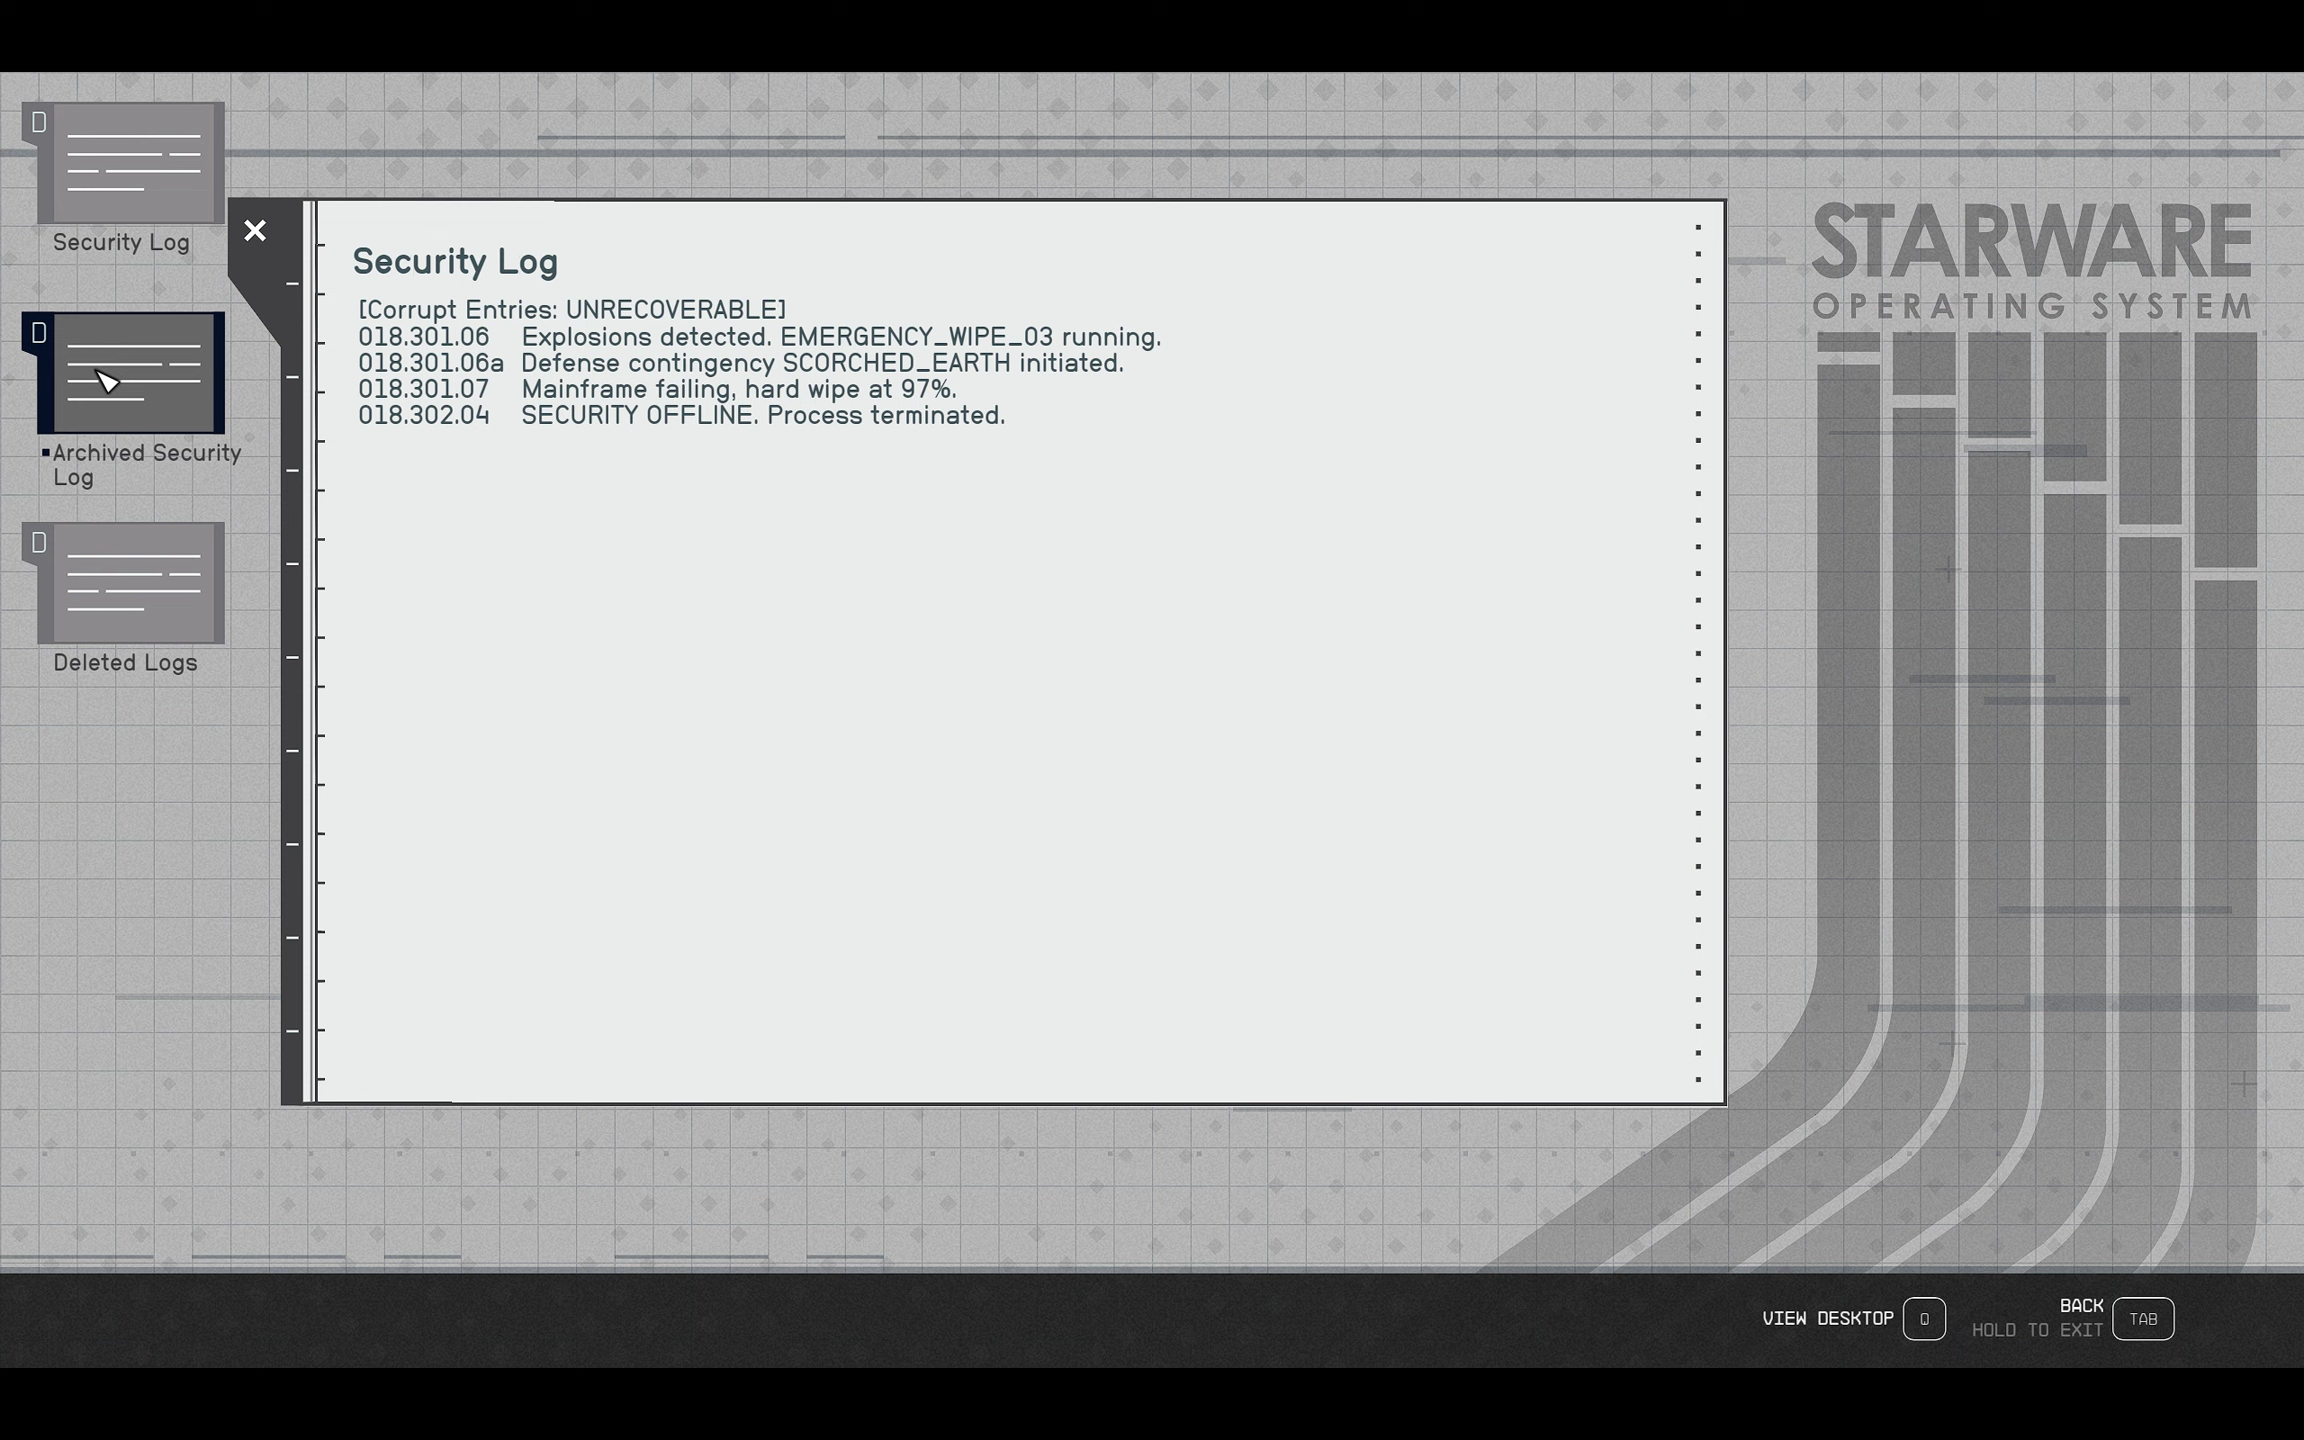 D
Security Log
D
Archived Security
Log
D
Deleted Logs
Security Log
[Corrupt Entries: UNRECOVERABLE]
018.301.06 Explosions detected. EMERGENCY_WIPE_03 running.
018.301.06a Defense contingency SCORCHED_EARTH initiated.
018.301.07 Mainframe failing, hard wipe at 97%.
018.302.04 SECURITY OFFLINE. Process terminated.
STARWARE
OPERATING SYSTEM
VIEW DESKTOP Q
BACK
HOLD TO EXIT TAB